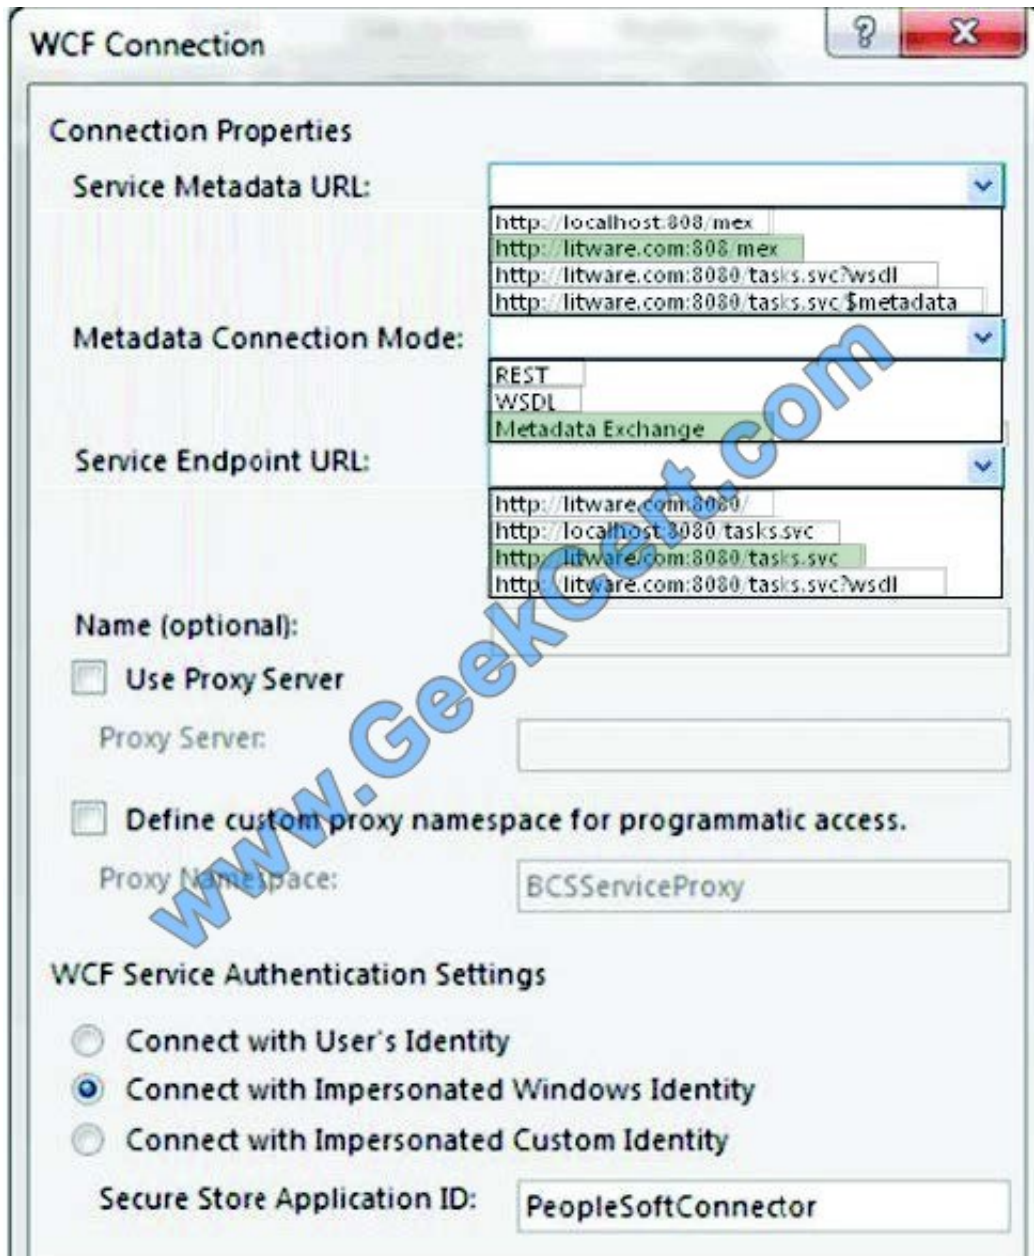 WCF Connection
Connection Properties
Service Metadata URL:
http://localhost:808/mex
http://litware.com:808/mex
http://litware.com:8080/tasks.svc?wsdl
http://litware.com:8080/tasks.svc/$metadata
Metadata Connection Mode:
REST
WSDL
Metadata Exchange
Service Endpoint URL:
http://litware.com:8080/
http://localhost:8080/tasks.svc
http://litware.com:8080/tasks.svc
http://litware.com:8080/tasks.svc?wsdl
Name (optional):
Use Proxy Server
Proxy Server:
Define custom proxy namespace for programmatic access.
Proxy Namespace:
BCSServiceProxy
WCF Service Authentication Settings
Connect with User's Identity
Connect with Impersonated Windows Identity
Connect with Impersonated Custom Identity
Secure Store Application ID:
PeopleSoftConnector
www.GeekCert.com